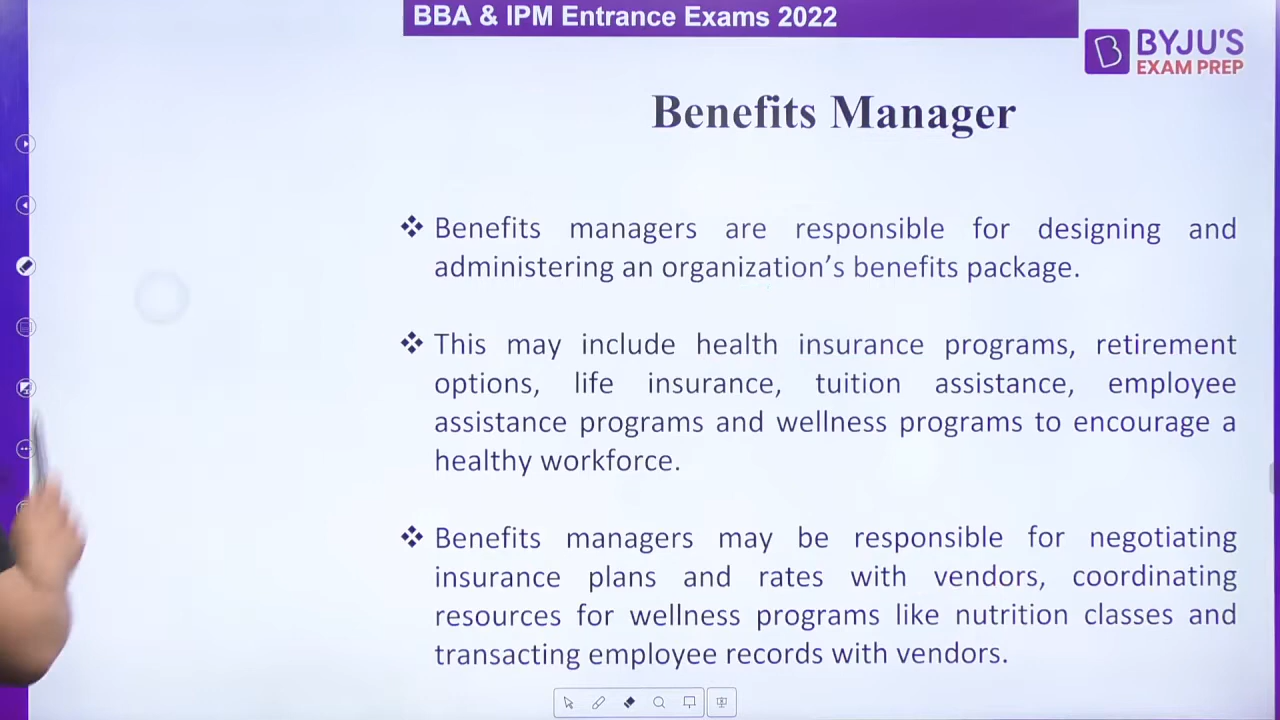 BBA & IPM Entrance Exams 2022
BYJU'S
EXAM PREP
Benefits Manager
❖ Benefits managers are responsible for designing and
administering an organization’s benefits package.
❖ This may include health insurance programs, retirement
options, life insurance, tuition assistance, employee
assistance programs and wellness programs to encourage a
healthy workforce.
❖ Benefits managers may be responsible for negotiating
insurance plans and rates with vendors, coordinating
resources for wellness programs like nutrition classes and
transacting employee records with vendors.